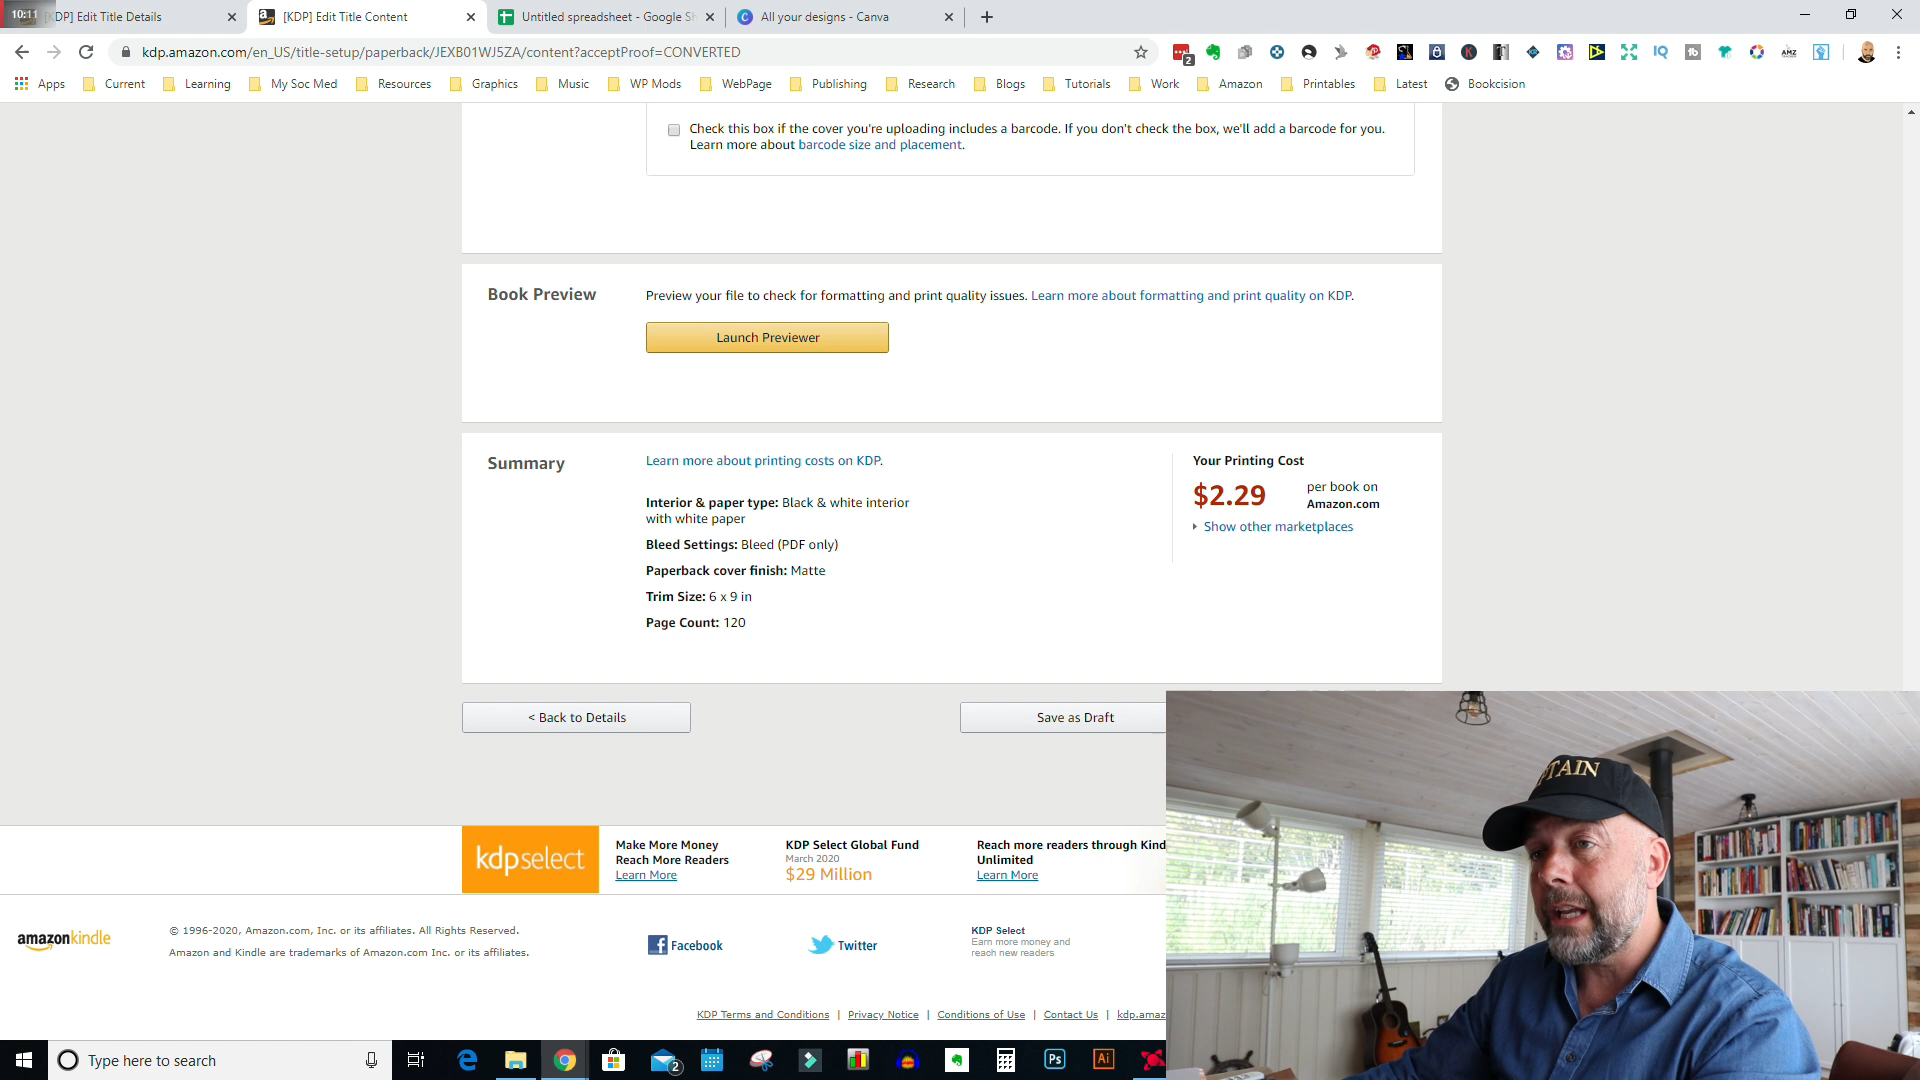 10:11
[KDP] Edit Title Details
[KDP] Edit Title Content
Untitled spreadsheet - Google Sh
All your designs - Canva
kdp.amazon.com/en_US/title-setup/paperback/JEXB01WJ5ZA/content?acceptProof=CONVERTED
Apps
Current
Learning
My Soc Med
Resources
Graphics
Music
WP Mods
WebPage
Publishing
Research
Blogs
Tutorials
Work
Amazon
Printables
Latest
Bookcision
Check this box if the cover you're uploading includes a barcode. If you don't check the box, we'll add a barcode for you.
Learn more about barcode size and placement.
Book Preview
Preview your file to check for formatting and print quality issues. Learn more about formatting and print quality on KDP.
Launch Previewer
Summary
Learn more about printing costs on KDP.
Interior & paper type: Black & white interior
with white paper
Bleed Settings: Bleed (PDF only)
Paperback cover finish: Matte
Trim Size: 6 x 9 in
Page Count: 120
Your Printing Cost
$2.29
per book on
Amazon.com
Show other marketplaces
< Back to Details
Save as Draft
kdpselect
Make More Money
Reach More Readers
Learn More
KDP Select Global Fund
March 2020
$29 Million
Reach more readers through Kind
Unlimited
Learn More
amazonkindle
© 1996-2020, Amazon.com, Inc. or its affiliates. All Rights Reserved.
Amazon and Kindle are trademarks of Amazon.com Inc. or its affiliates.
Facebook
Twitter
KDP Select
Earn more money and
reach new readers
KDP Terms and Conditions | Privacy Notice | Conditions of Use | Contact Us | kdp.amaz
Type here to search
2
Ps
Ai
PTAIN